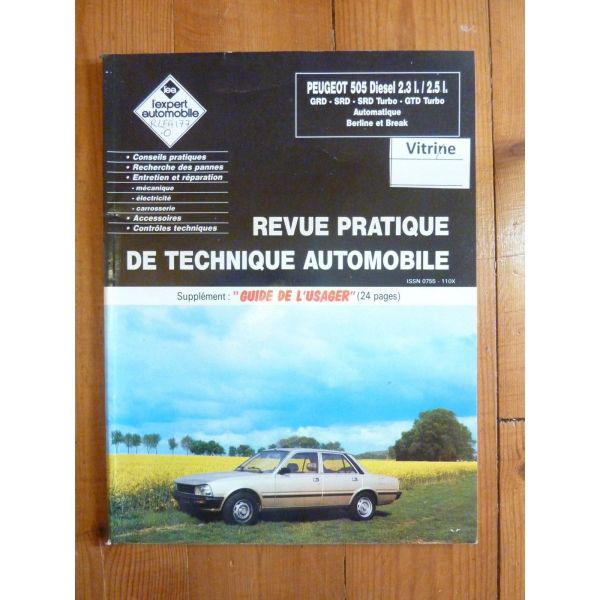 lea
l'expert
automobile
PEUGEOT 505 Diesel 2.3 l. / 2.5 l.
GRD - SRD - SRD Turbo - GTD Turbo
Automatique
Berline et Break
Vitrine
• Conseils pratiques
• Recherche des pannes
• Entretien et réparation
- mécanique
- électricité
- carrosserie
• Accessoires
• Contrôles techniques
REVUE PRATIQUE
DE TECHNIQUE AUTOMOBILE
ISSN 0755 - 110X
Supplément : "GUIDE DE L'USAGER" (24 pages)